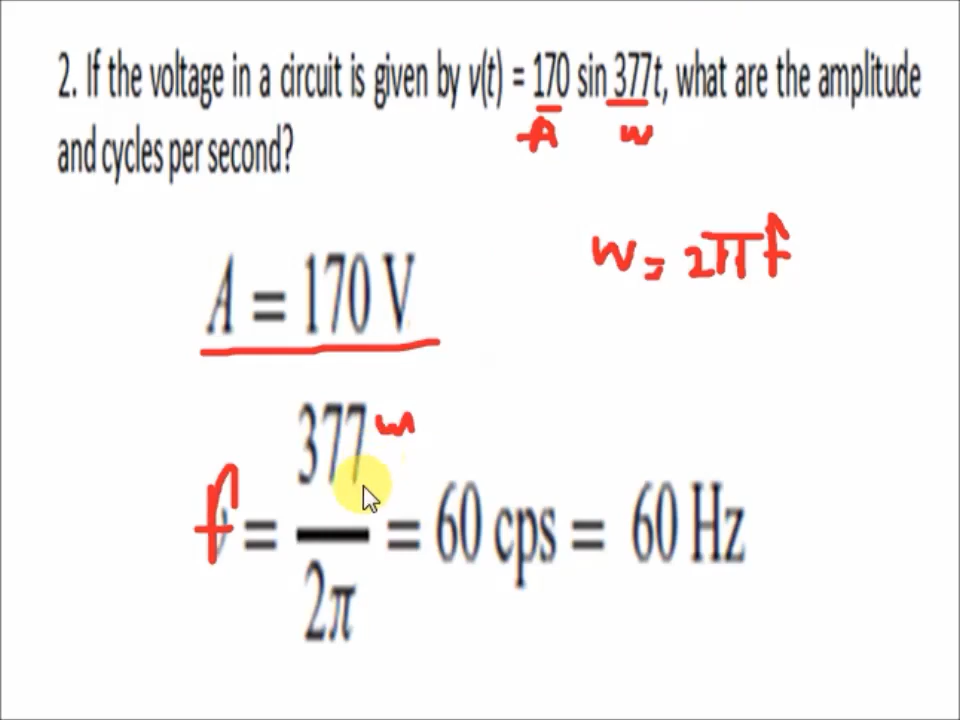 2. If the voltage in a circuit is given by v(t) = 170 sin 377t, what are the amplitude
A w
and cycles per second?
w = 2πf
A = 170 V
377 w
f = ─── = 60 cps = 60 Hz
2π